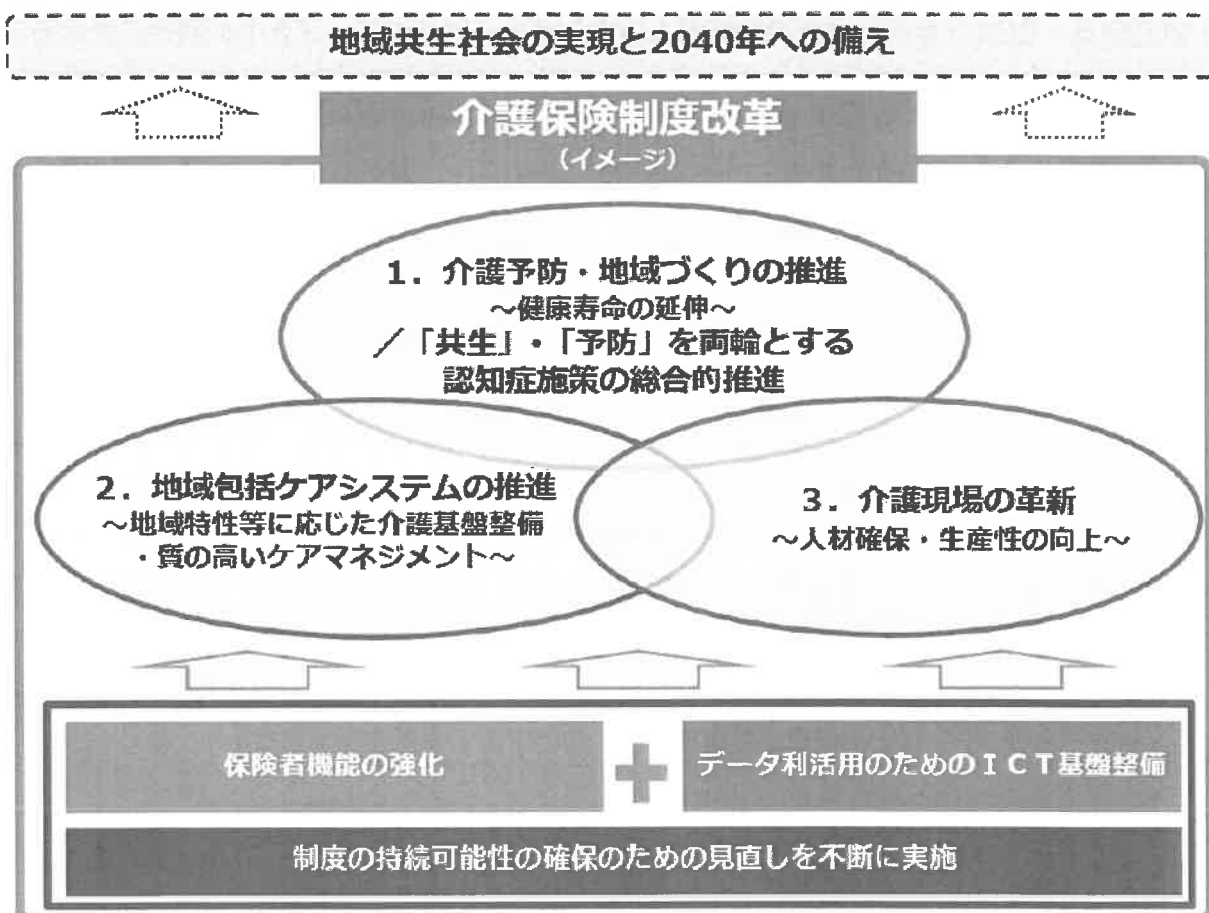 地域共生社会の実現と2040年への備え
介護保険制度改革
（イメージ）
１．介護予防・地域づくりの推進
～健康寿命の延伸～
／「共生」・「予防」を両輪とする
認知症施策の総合的推進
２．地域包括ケアシステムの推進
～地域特性等に応じた介護基盤整備
・質の高いケアマネジメント～
３．介護現場の革新
～人材確保・生産性の向上～
保険者機能の強化
データ利活用のためのＩＣＴ基盤整備
制度の持続可能性の確保のための見直しを不断に実施